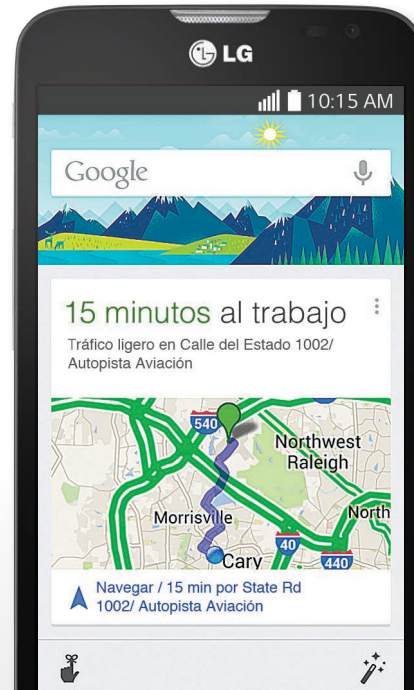 LG
10:15 AM
Google
15 minutos al trabajo
Tráfico ligero en Calle del Estado 1002/
Autopista Aviación
540
Northwest
Raleigh
Morrisville
North
40
Cary
440
Navegar / 15 min por State Rd
1002/ Autopista Aviación